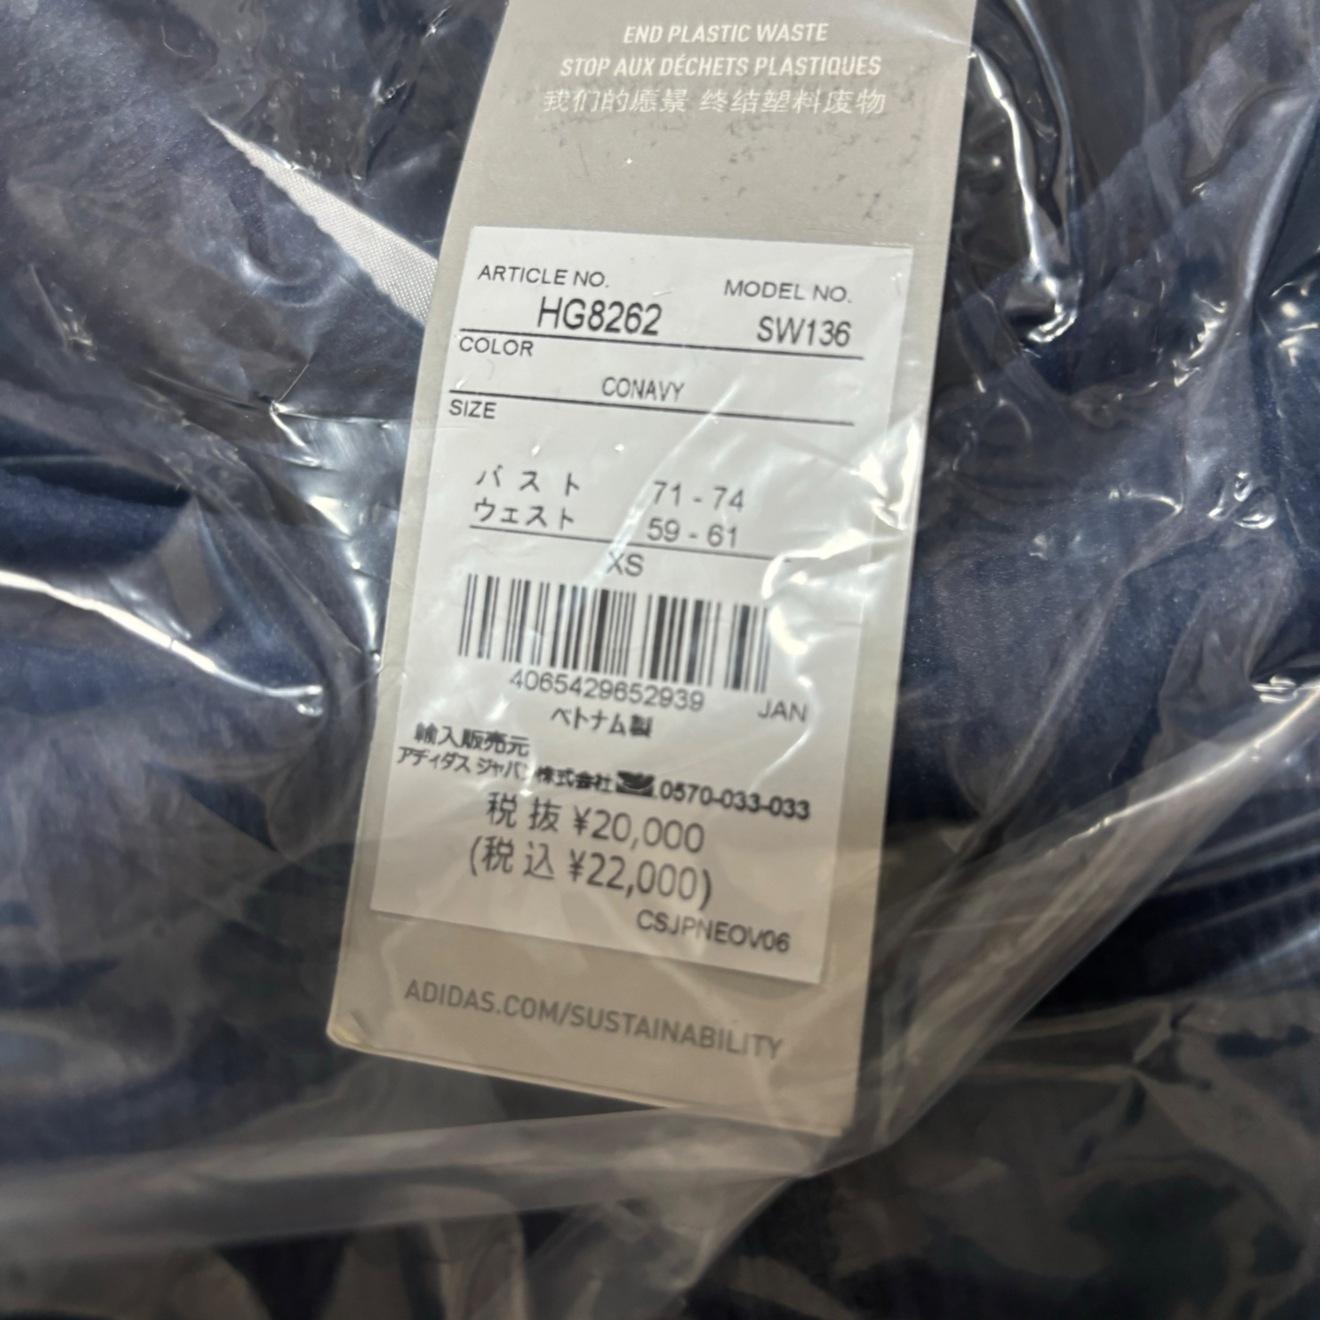 END PLASTIC WASTE
STOP AUX DÉCHETS PLASTIQUES
我们的愿景 终结塑料废物
ARTICLE NO. MODEL NO.
HG8262 SW136
COLOR
CONAVY
SIZE
バスト 71 - 74
ウェスト 59 - 61
XS
4065429652939 JAN
ベトナム製
輸入販売元
アディダス ジャパン株式会社 0570-033-033
税抜 ¥20,000
(税込 ¥22,000)
CSJPNEOV06
ADIDAS.COM/SUSTAINABILITY